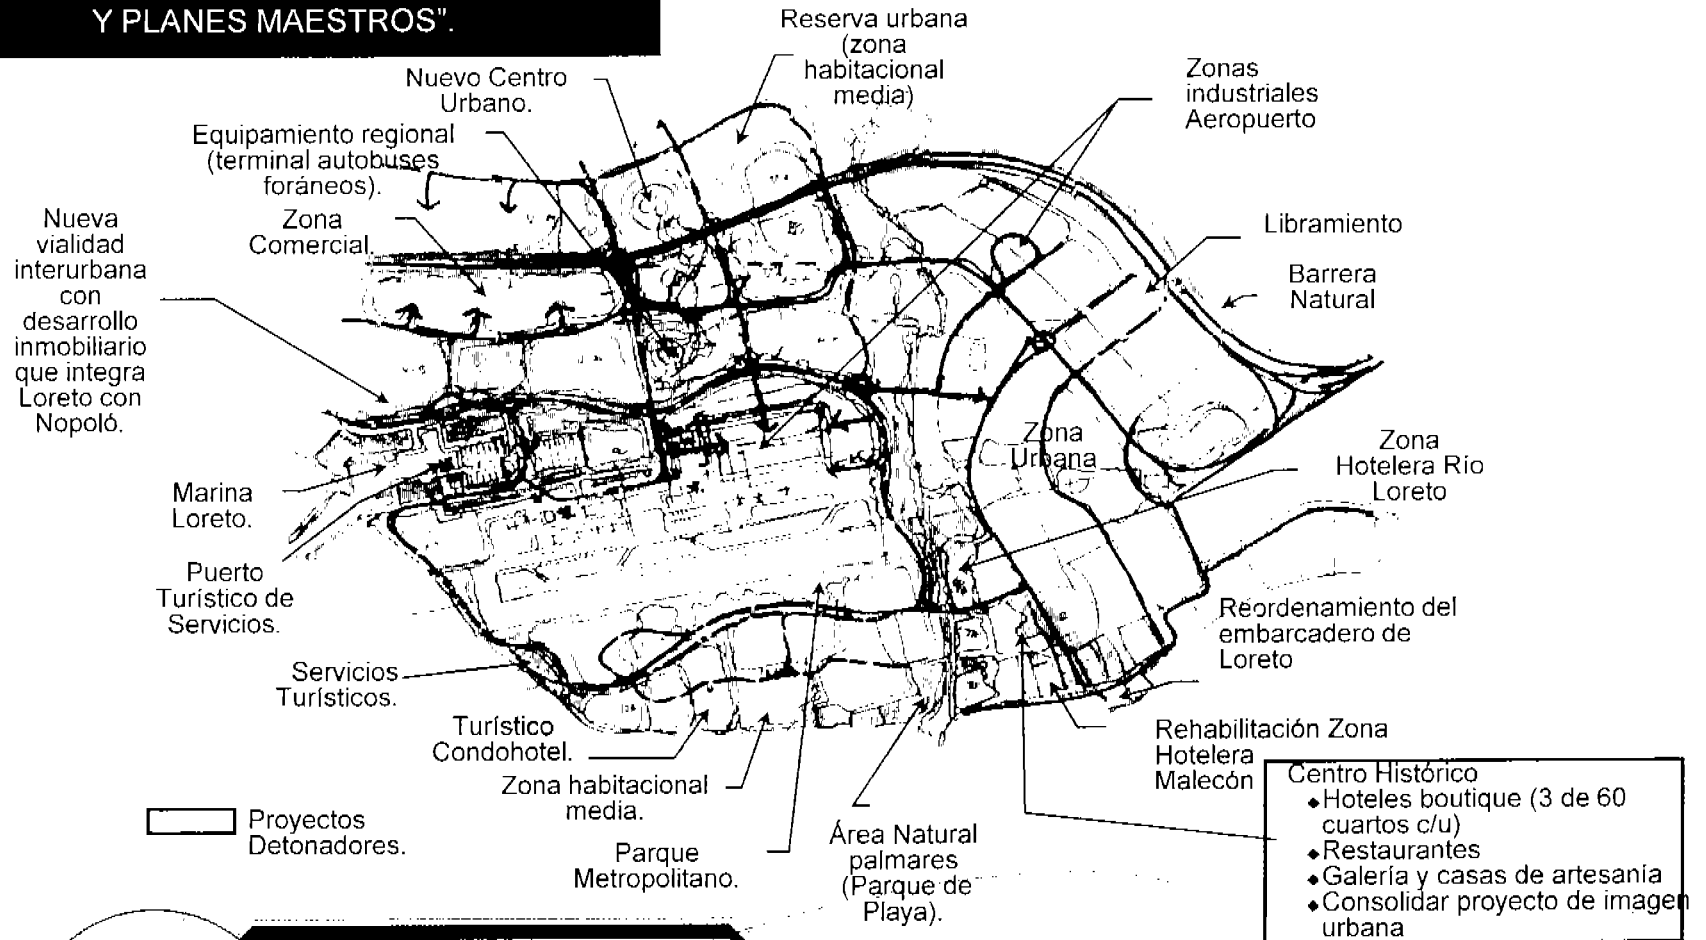 Y PLANES MAESTROS".
Reserva urbana
(zona
habitacional
media)
Zonas
industriales
Aeropuerto
Nuevo Centro
Urbano.
Equipamiento regional
(terminal autobuses
foráneos).
Zona
Comercial.
Nueva
vialidad
interurbana
con
desarrollo
inmobiliario
que integra
Loreto con
Nopoló.
Libramiento
Barrera
Natural
Zona
Urbana
Zona
Hotelera Río
Loreto
Marina
Loreto.
Puerto
Turístico de
Servicios.
Reordenamiento del
embarcadero de
Loreto
Servicios
Turísticos.
Turístico
Condohotel.
Rehabilitación Zona
Hotelera
Malecón
Zona habitacional
media.
Proyectos
Detonadores.
Parque
Metropolitano.
Área Natural
palmares
(Parque de
Playa).
Centro Histórico
◆Hoteles boutique (3 de 60
cuartos c/u)
◆Restaurantes
◆Galería y casas de artesanía
◆Consolidar proyecto de imagen
urbana